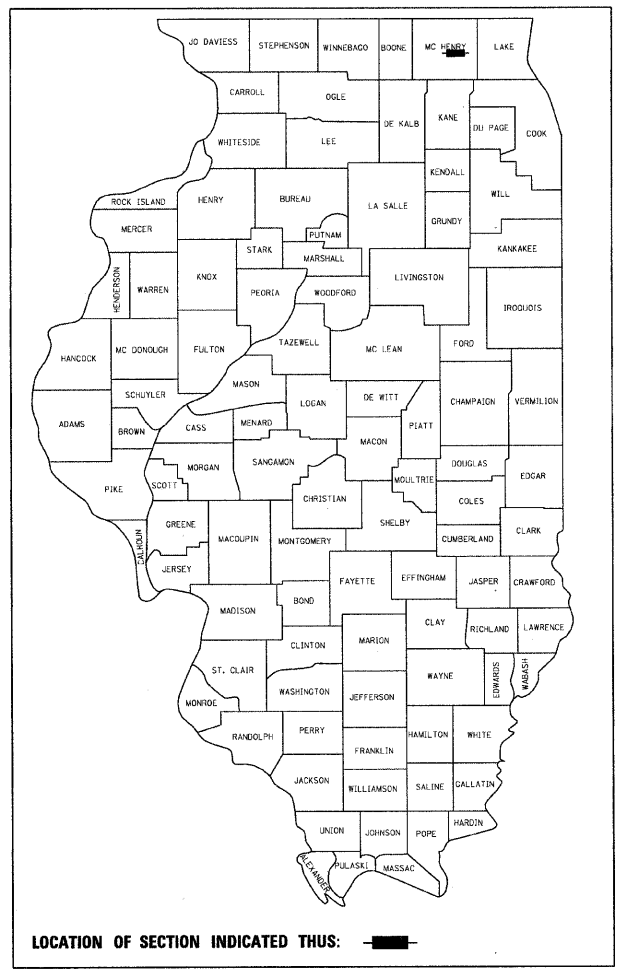 JO DAVIESS STEPHENSON WINNEBAGO BOONE MC HENRY LAKE
CARROLL OGLE
DE KALB KANE DU PAGE COOK
WHITESIDE LEE
KENDALL
ROCK ISLAND HENRY BUREAU LA SALLE WILL
GRUNDY
MERCER PUTNAM
STARK MARSHALL KANKAKEE
HENDERSON WARREN KNOX PEORIA WOODFORD LIVINGSTON IROQUOIS
HANCOCK MC DONOUGH FULTON TAZEWELL MC LEAN FORD
SCHUYLER MASON
LOGAN DE WITT CHAMPAIGN VERMILION
ADAMS BROWN CASS MENARD MACON PIATT
MORGAN SANGAMON DOUGLAS
PIKE SCOTT CHRISTIAN MOULTRIE EDGAR
COLES
GREENE MACOUPIN MONTGOMERY SHELBY
CALHOUN CUMBERLAND CLARK
JERSEY
FAYETTE EFFINGHAM JASPER CRAWFORD
MADISON BOND
CLAY
CLINTON MARION RICHLAND LAWRENCE
ST. CLAIR WAYNE EDWARDS WABASH
WASHINGTON JEFFERSON
MONROE
RANDOLPH PERRY HAMILTON WHITE
FRANKLIN
JACKSON WILLIAMSON SALINE GALLATIN
UNION JOHNSON POPE HARDIN
ALEXANDER PULASKI MASSAC
LOCATION OF SECTION INDICATED THUS: